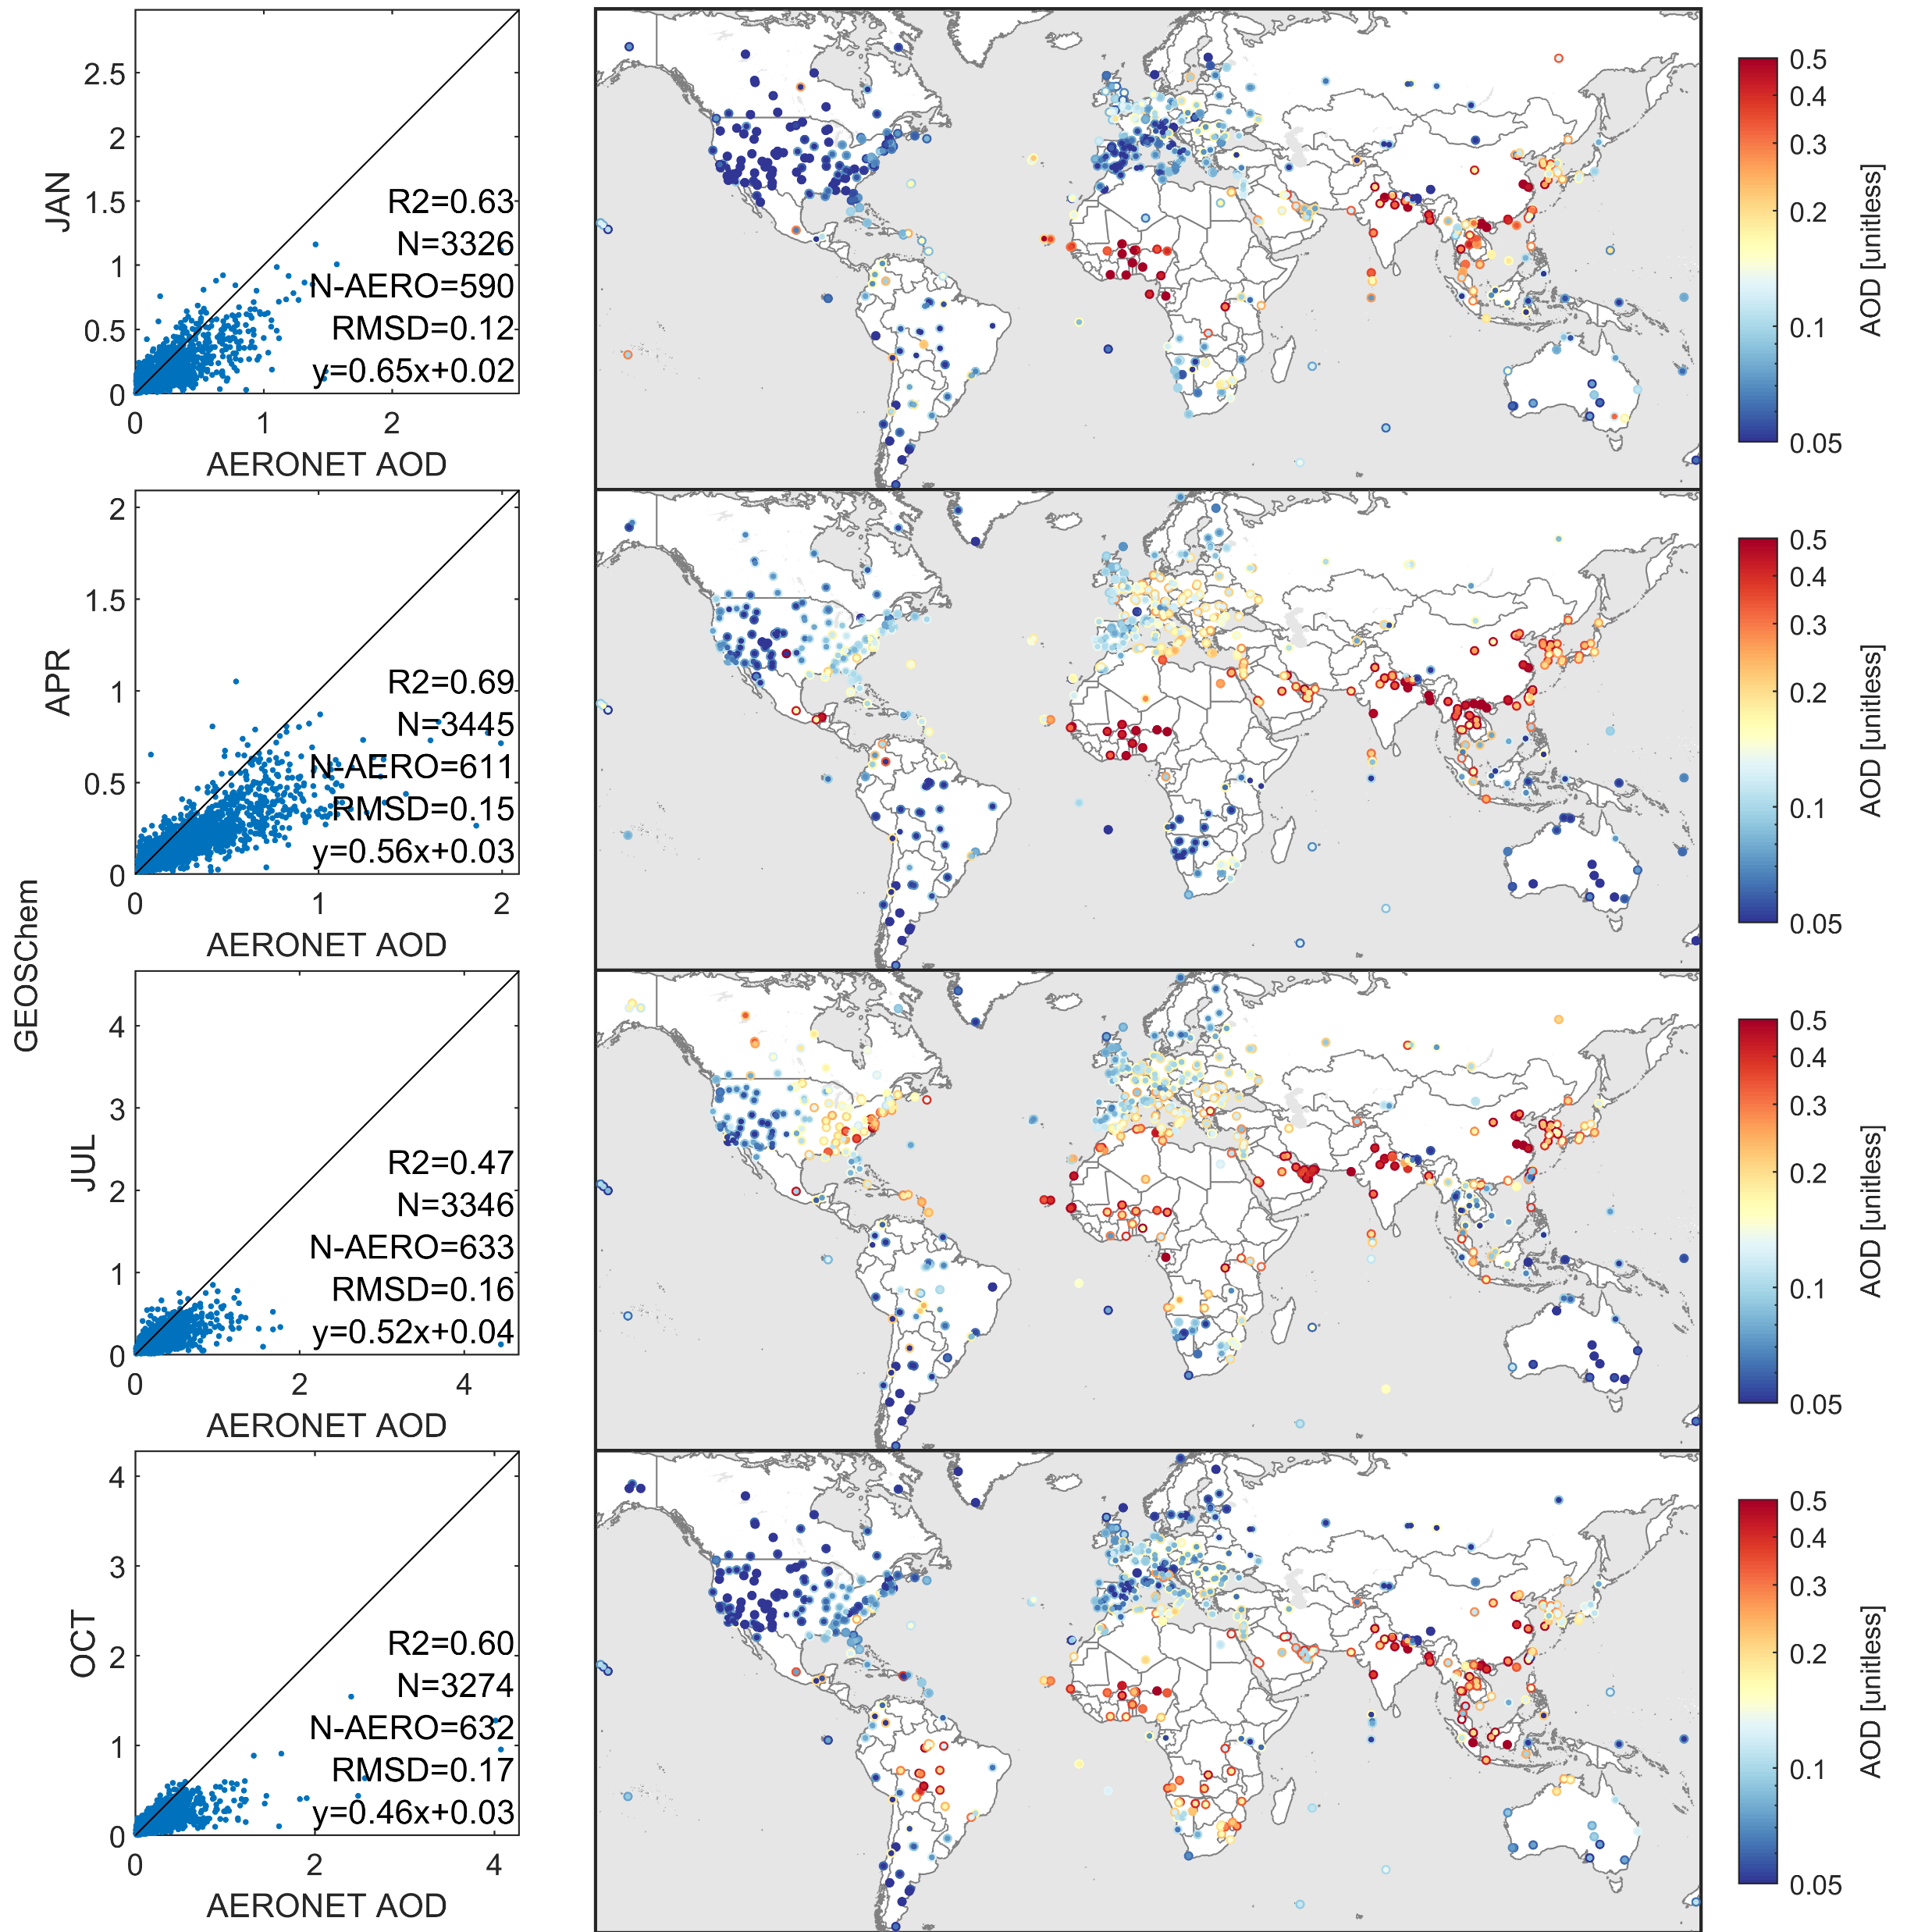 GEOSChem
JAN
2.5
2
1.5
1
0.5
0
R2=0.63
N=3326
N-AERO=590
RMSD=0.12
y=0.65x+0.02
0
1
2
AERONET AOD
0.5
0.4
0.3
0.2
0.1
0.05
AOD [unitless]
APR
2
1.5
1
0.5
0
R2=0.69
N=3445
N-AERO=611
RMSD=0.15
y=0.56x+0.03
0
1
2
AERONET AOD
0.5
0.4
0.3
0.2
0.1
0.05
AOD [unitless]
JUL
4
3
2
1
0
R2=0.47
N=3346
N-AERO=633
RMSD=0.16
y=0.52x+0.04
0
2
4
AERONET AOD
0.5
0.4
0.3
0.2
0.1
0.05
AOD [unitless]
OCT
4
3
2
1
0
R2=0.60
N=3274
N-AERO=632
RMSD=0.17
y=0.46x+0.03
0
2
4
AERONET AOD
0.5
0.4
0.3
0.2
0.1
0.05
AOD [unitless]